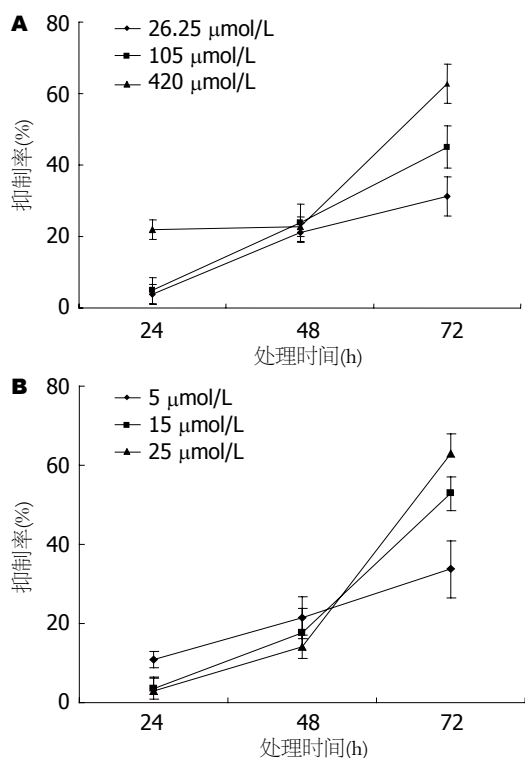 A
80
26.25 μmol/L
105 μmol/L
420 μmol/L
60
40
20
0
抑制率(%)
24 48 72
处理时间(h)
B
80
5 μmol/L
15 μmol/L
25 μmol/L
60
40
20
0
抑制率(%)
24 48 72
处理时间(h)